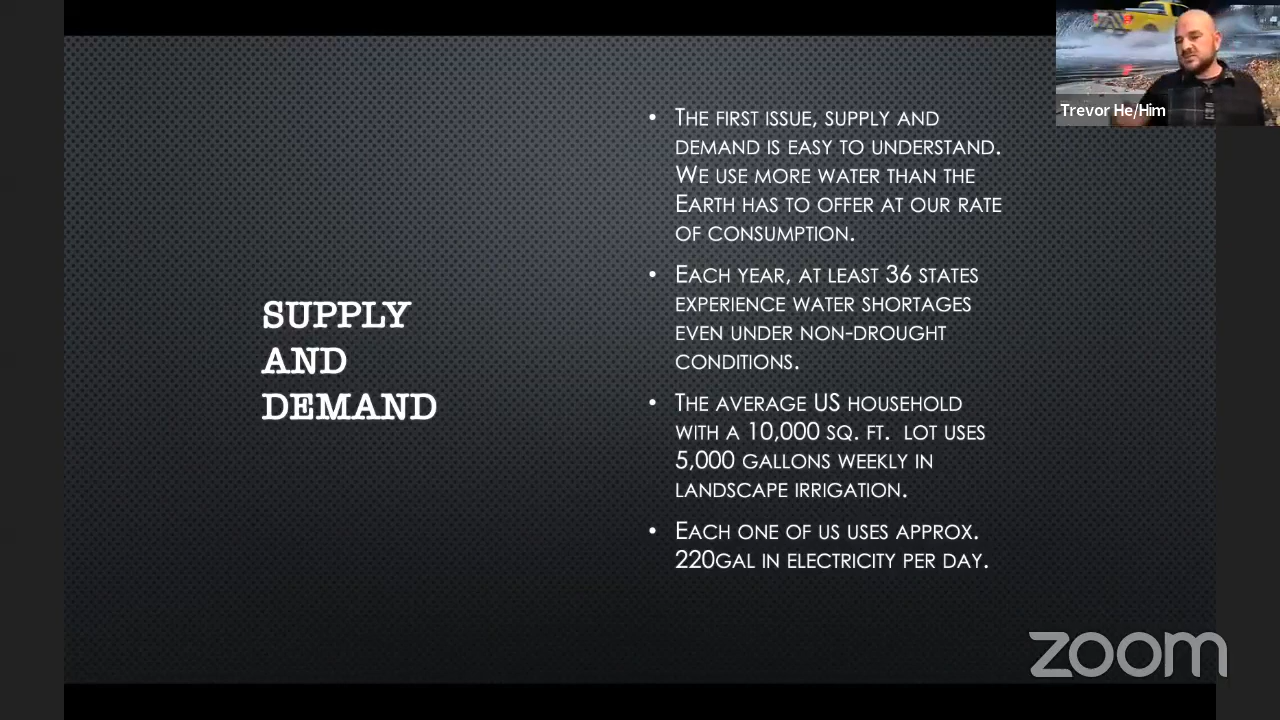 Trevor He/Him
SUPPLY
AND
DEMAND
• The first issue, supply and
demand is easy to understand.
We use more water than the
Earth has to offer at our rate
of consumption.
• Each year, at least 36 states
experience water shortages
even under non-drought
conditions.
• The average US household
with a 10,000 sq. ft. lot uses
5,000 gallons weekly in
landscape irrigation.
• Each one of us uses approx.
220gal in electricity per day.
zoom